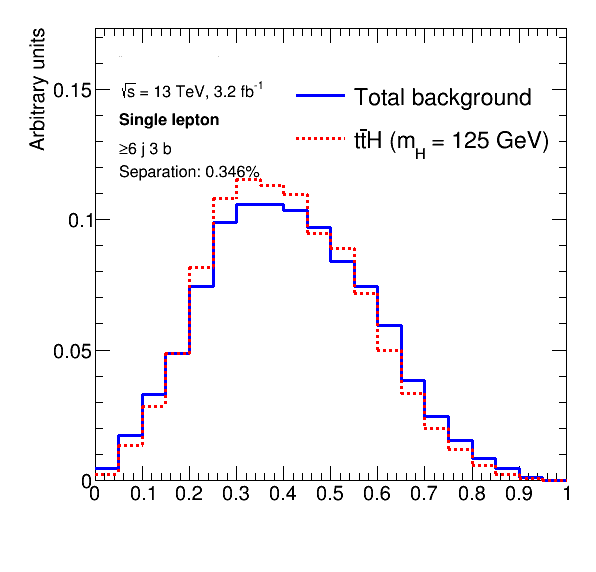 Arbitrary units
√s = 13 TeV, 3.2 fb⁻¹
Single lepton
≥6 j 3 b
Separation: 0.346%
Total background
tt̄H (m_H = 125 GeV)
0.15
0.1
0.05
0
0 0.1 0.2 0.3 0.4 0.5 0.6 0.7 0.8 0.9 1